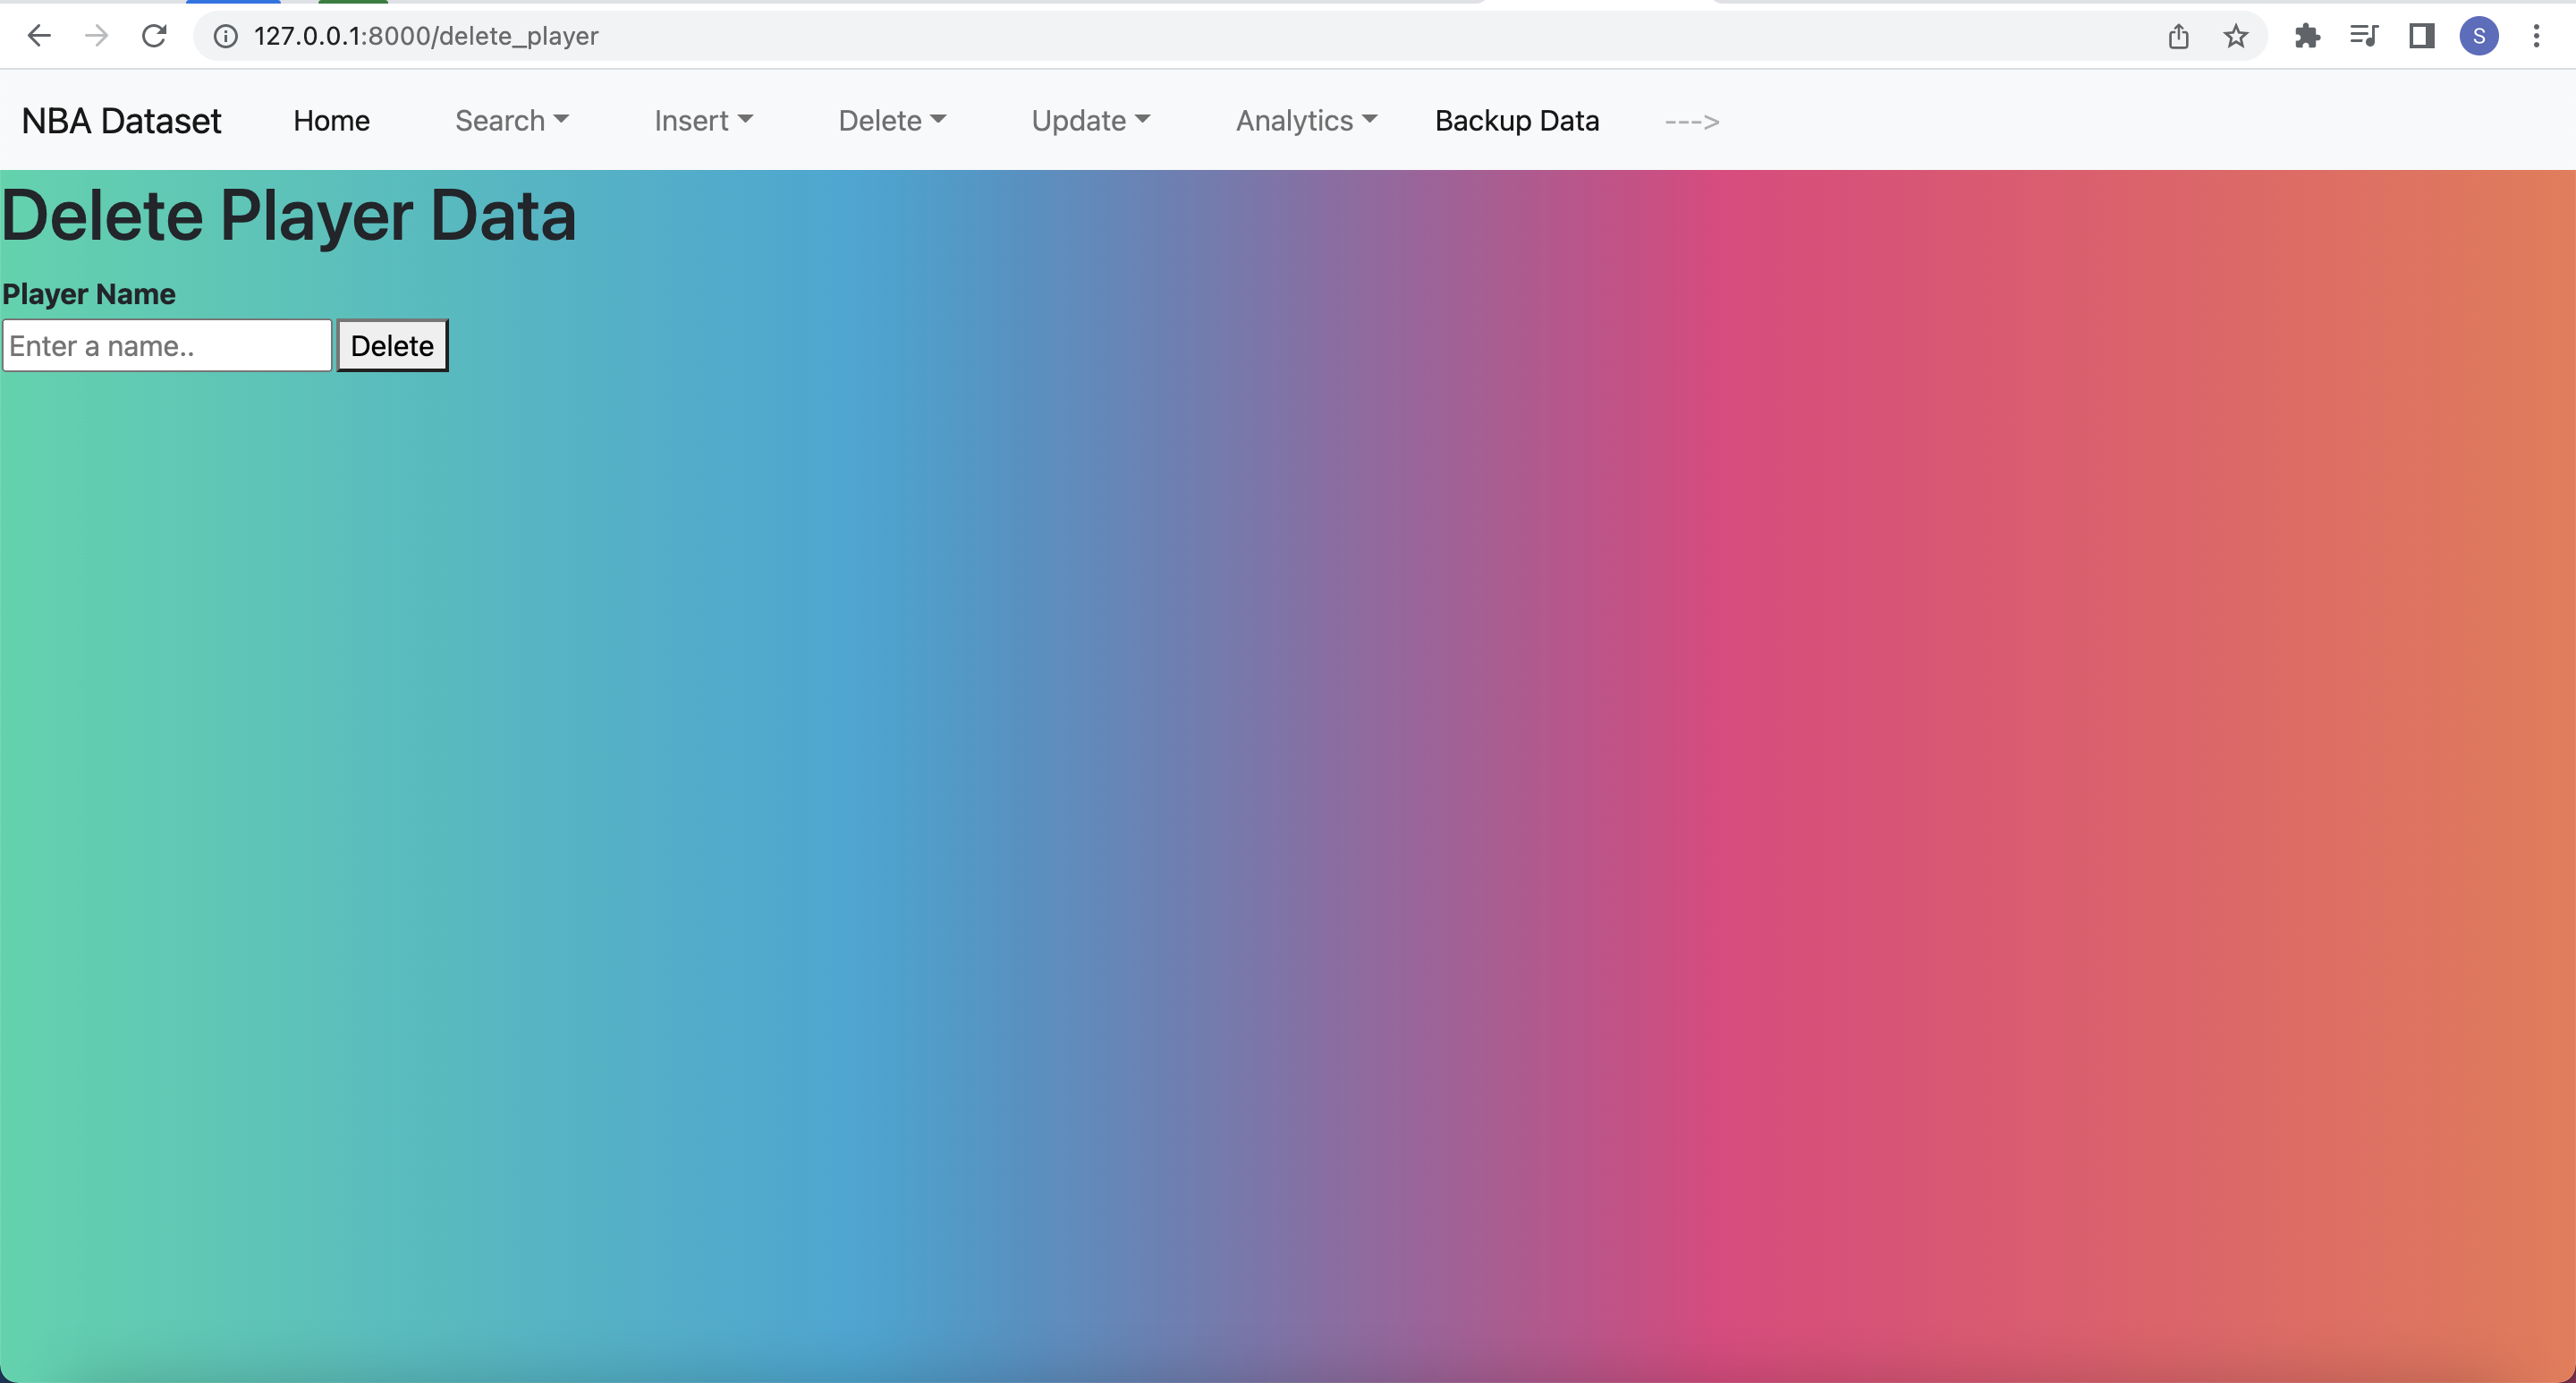 127.0.0.1:8000/delete_player
S
NBA Dataset Home Search Insert Delete Update Analytics Backup Data --->
Delete Player Data
Player Name
Enter a name.. Delete